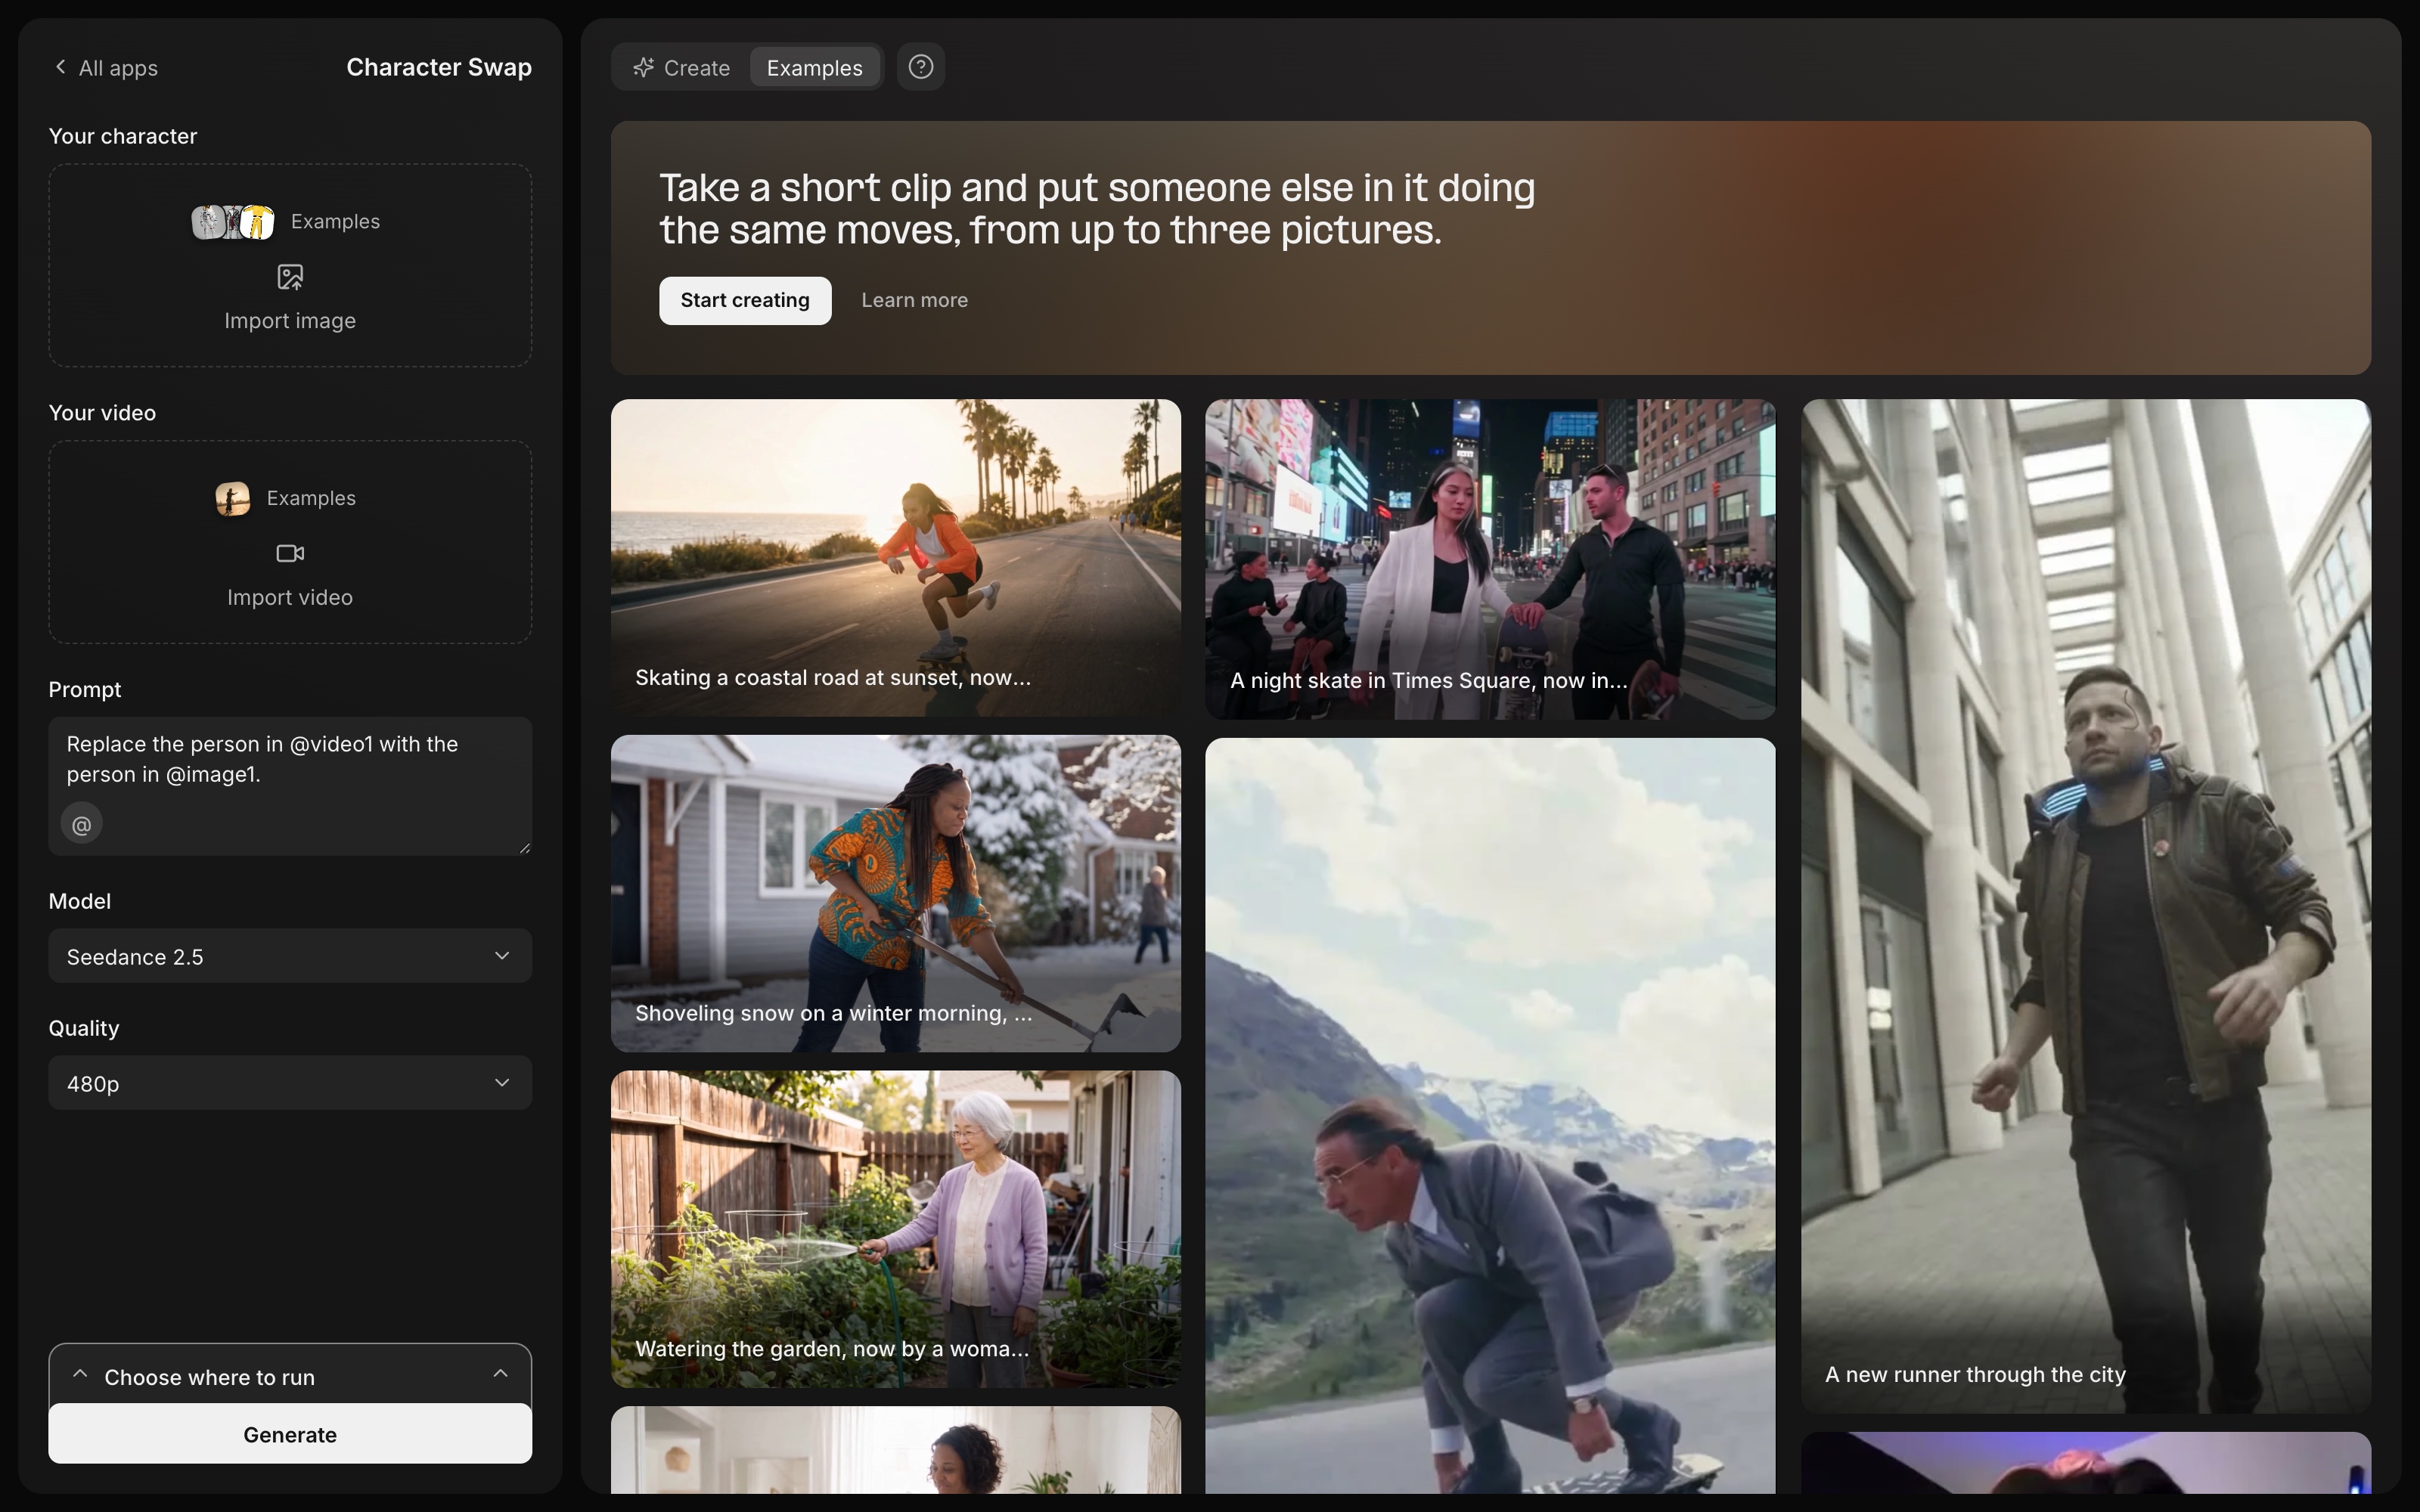 All apps
Character Swap
Your character
Examples
Import image
Your video
Examples
Import video
Prompt
Replace the person in @video1 with the
person in @image1.
@
Model
Seedance 2.5
Quality
480p
Choose where to run
Generate
Create
Examples
Take a short clip and put someone else in it doing
the same moves, from up to three pictures.
Start creating
Learn more
Skating a coastal road at sunset, now...
A night skate in Times Square, now in...
Shoveling snow on a winter morning, ...
Watering the garden, now by a woma...
A new runner through the city